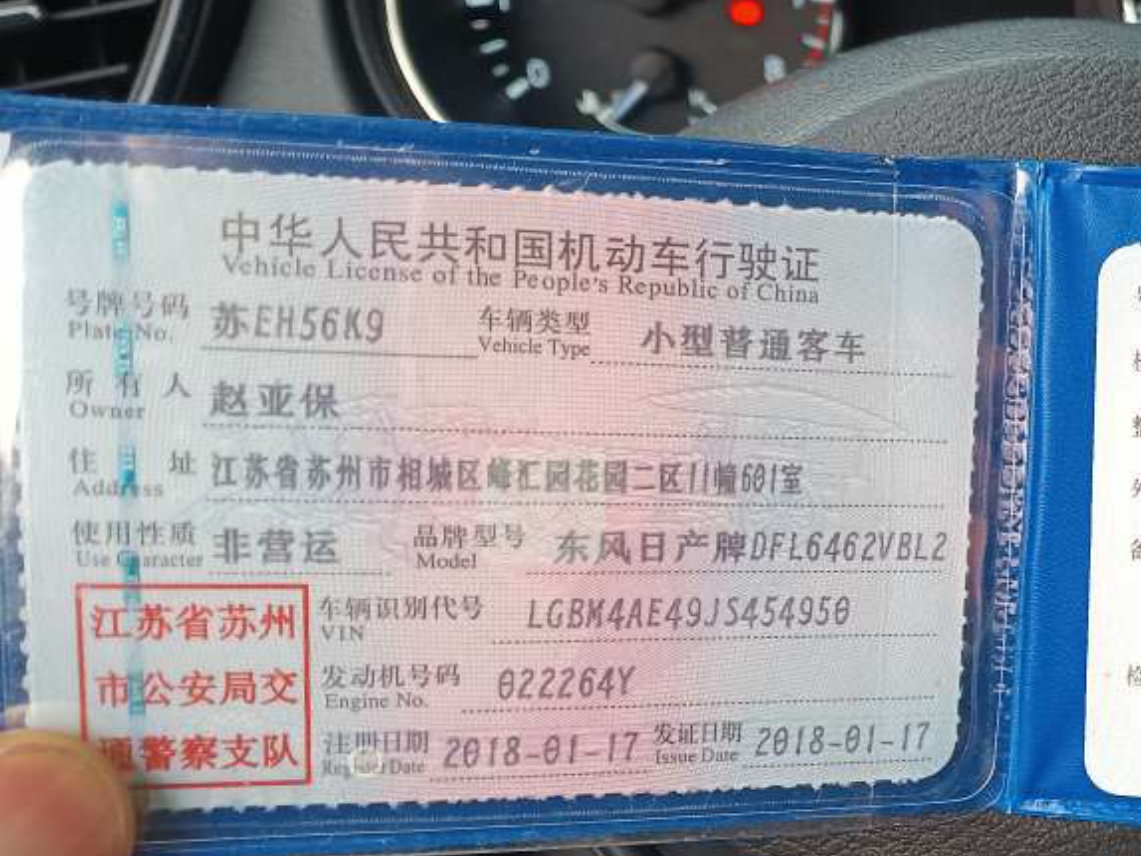 中华人民共和国机动车行驶证
Vehicle License of the People's Republic of China
号牌号码 苏EH56K9 车辆类型 小型普通客车
Plate No. Vehicle Type
所有人 赵亚保
Owner
住址 江苏省苏州市相城区峰汇园花园二区11幢601室
Address
使用性质 非营运 品牌型号 东风日产牌DFL6462VBL2
Use Character Model
江苏省苏州
市公安局交
通警察支队
车辆识别代号 LGBM4AE49JS454950
VIN
发动机号码 022264Y
Engine No.
注册日期 2018-01-17 发证日期 2018-01-17
Register Date Issue Date
0
8